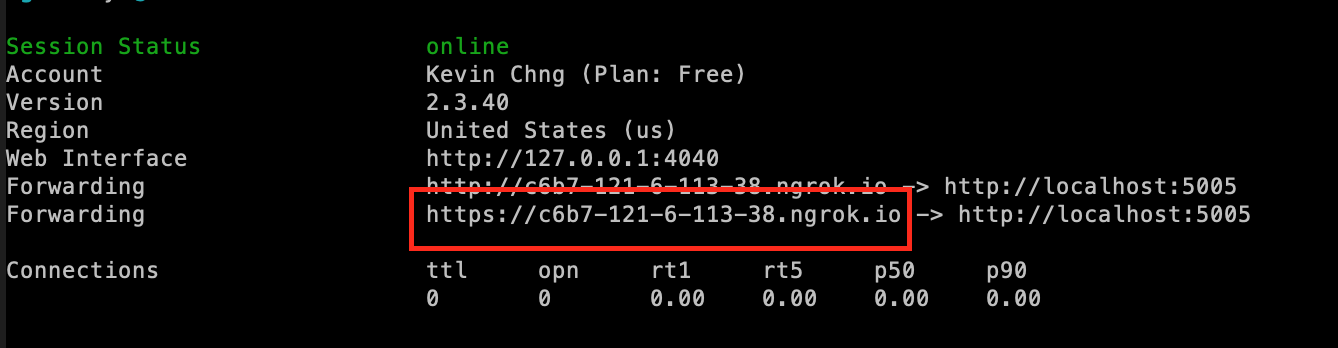 Session Status online
Account Kevin Chng (Plan: Free)
Version 2.3.40
Region United States (us)
Web Interface http://127.0.0.1:4040
Forwarding http://c6b7-121-6-113-38.ngrok.io -> http://localhost:5005
Forwarding https://c6b7-121-6-113-38.ngrok.io -> http://localhost:5005
Connections ttl opn rt1 rt5 p50 p90
0 0 0.00 0.00 0.00 0.00